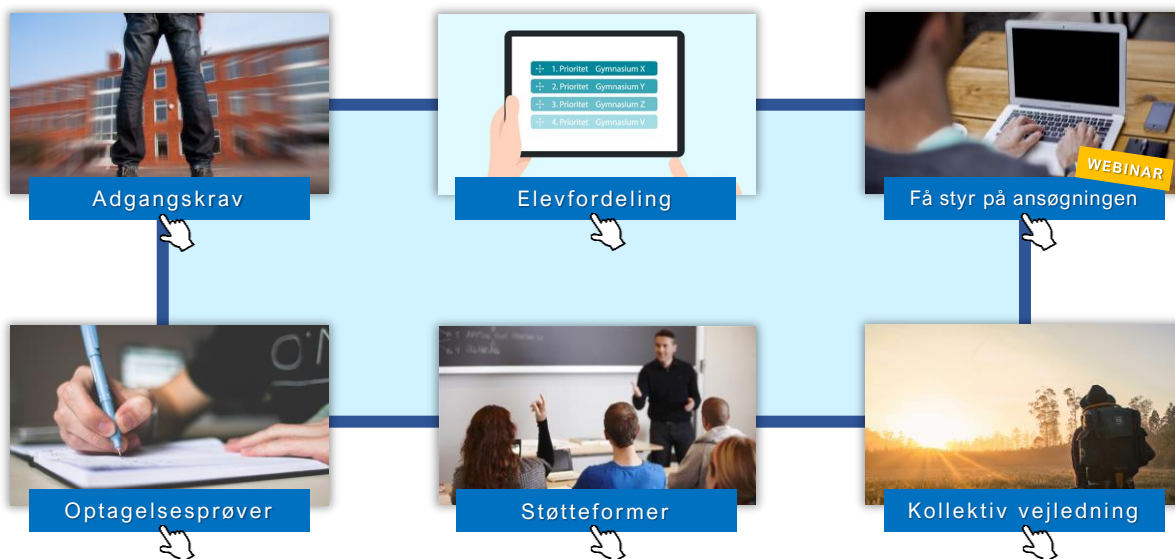 1. Prioritet Gymnasium X
2. Prioritet Gymnasium Y
3. Prioritet Gymnasium Z
4. Prioritet Gymnasium V
WEBINAR
Adgangskrav
Elevfordeling
Få styr på ansøgningen
Optagelsesprøver
Støtteformer
Kollektiv vejledning